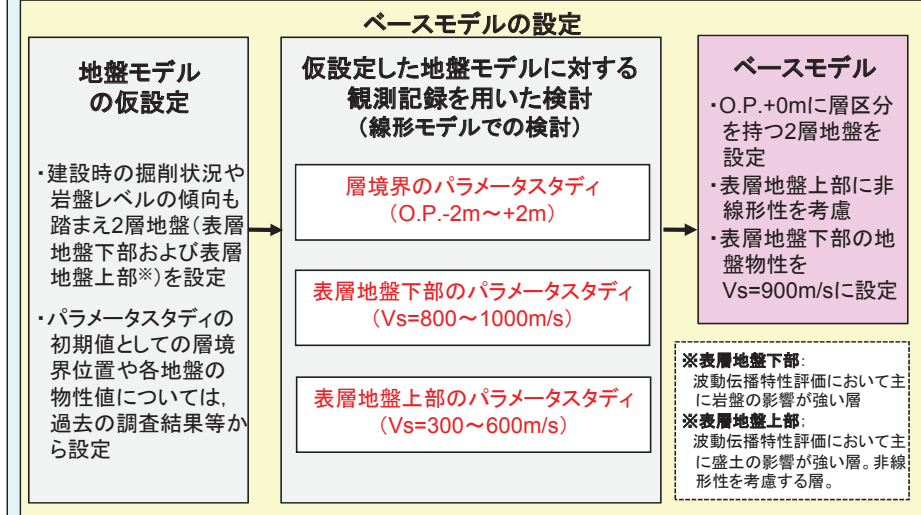 ベースモデルの設定
地盤モデル
の仮設定
・建設時の掘削状況や
岩盤レベルの傾向も
踏まえ2層地盤(表層
地盤下部および表層
地盤上部※)を設定
・パラメータスタディの
初期値としての層境
界位置や各地盤の
物性値については,
過去の調査結果等か
ら設定
仮設定した地盤モデルに対する
観測記録を用いた検討
(線形モデルでの検討)
層境界のパラメータスタディ
(O.P.-2m~+2m)
表層地盤下部のパラメータスタディ
(Vs=800~1000m/s)
表層地盤上部のパラメータスタディ
(Vs=300~600m/s)
ベースモデル
・O.P.+0mに層区分
を持つ2層地盤を
設定
・表層地盤上部に非
線形性を考慮
・表層地盤下部の地
盤物性を
Vs=900m/sに設定
※表層地盤下部:
波動伝播特性評価において主
に岩盤の影響が強い層
※表層地盤上部:
波動伝播特性評価において主
に盛土の影響が強い層。非線
形性を考慮する層。